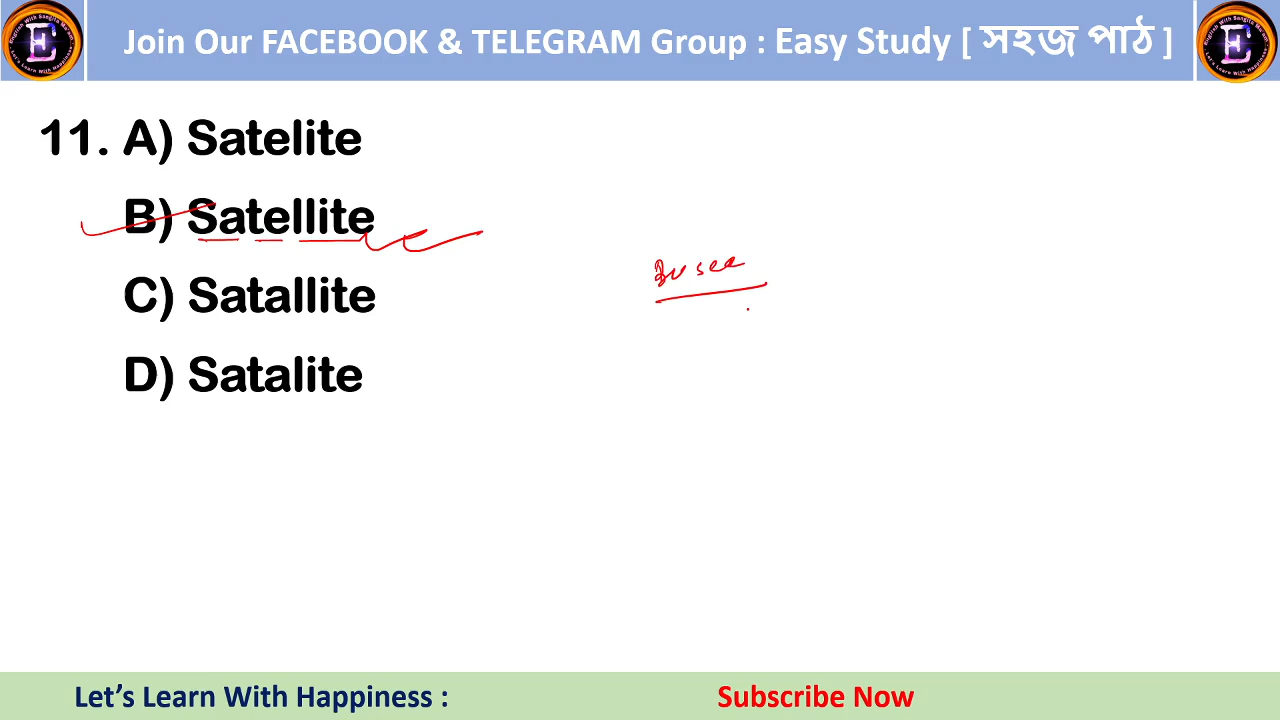 Join Our FACEBOOK & TELEGRAM Group : Easy Study [ সহজ পাঠ ]
11. A) Satelite
B) Satellite
C) Satallite
D) Satalite
Let’s Learn With Happiness :
Subscribe Now